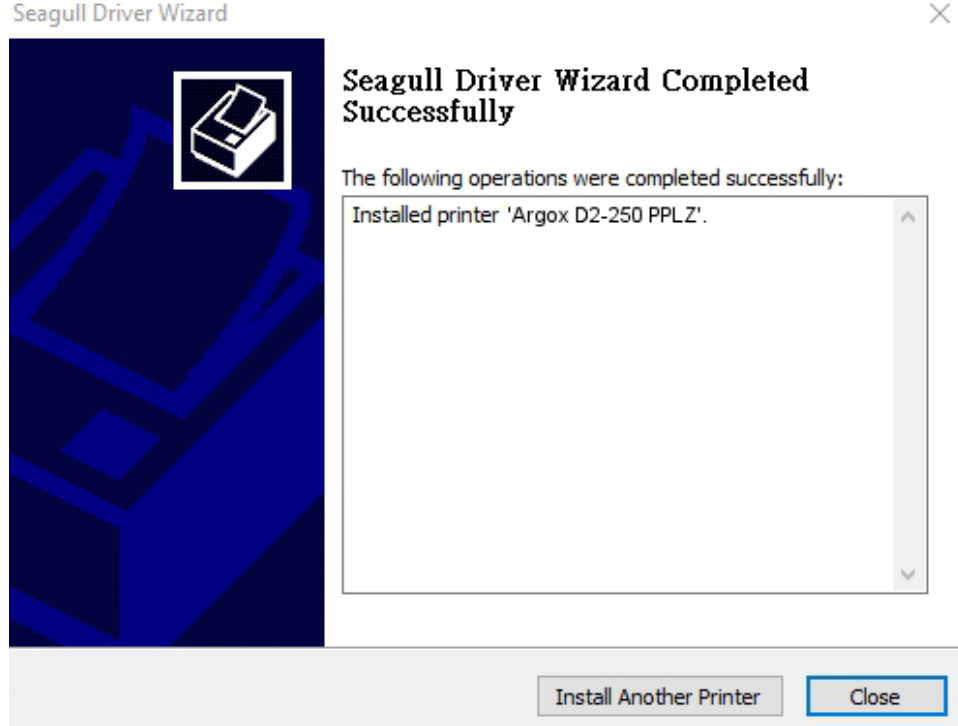 Seagull Driver Wizard
Seagull Driver Wizard Completed
Successfully
The following operations were completed successfully:
Installed printer 'Argox D2-250 PPLZ'.
Install Another Printer
Close